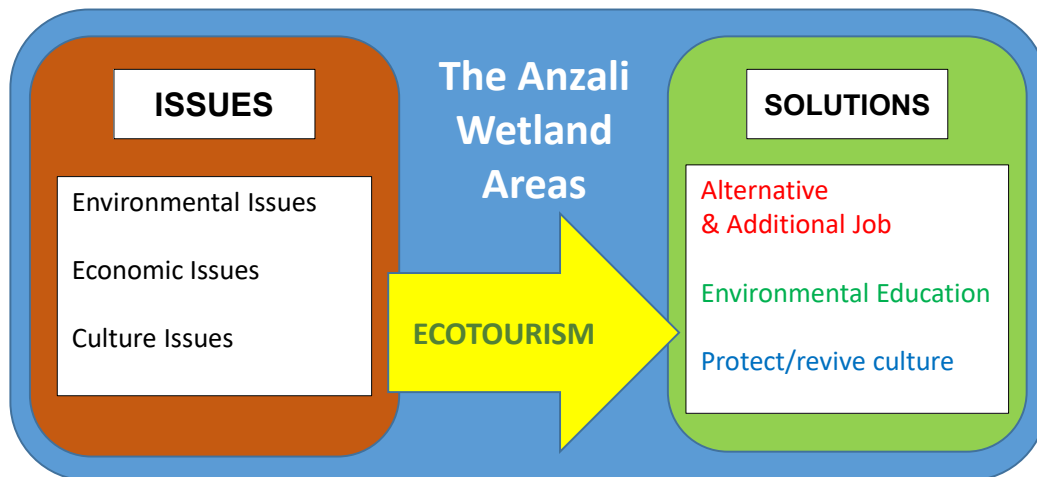 The Anzali
Wetland
Areas
ISSUES
Environmental Issues
Economic Issues
Culture Issues
ECOTOURISM
SOLUTIONS
Alternative
& Additional Job
Environmental Education
Protect/revive culture